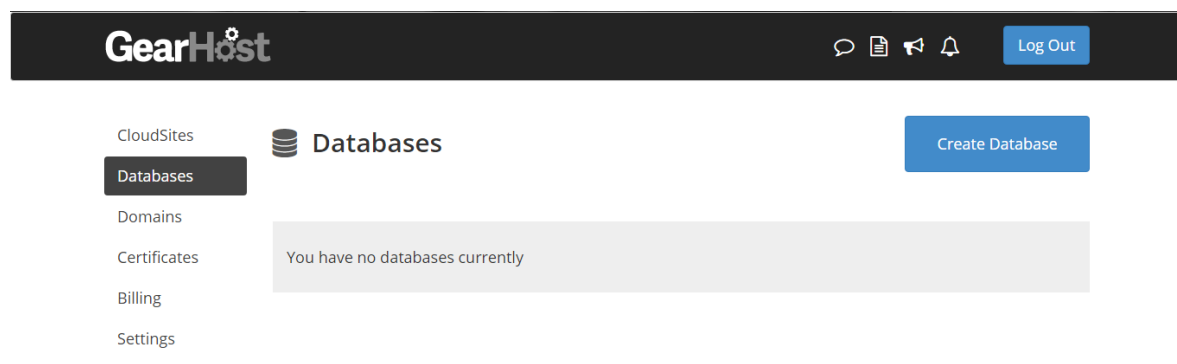 GearHost
Log Out
CloudSites
Databases
Domains
Certificates
Billing
Settings
Databases
Create Database
You have no databases currently